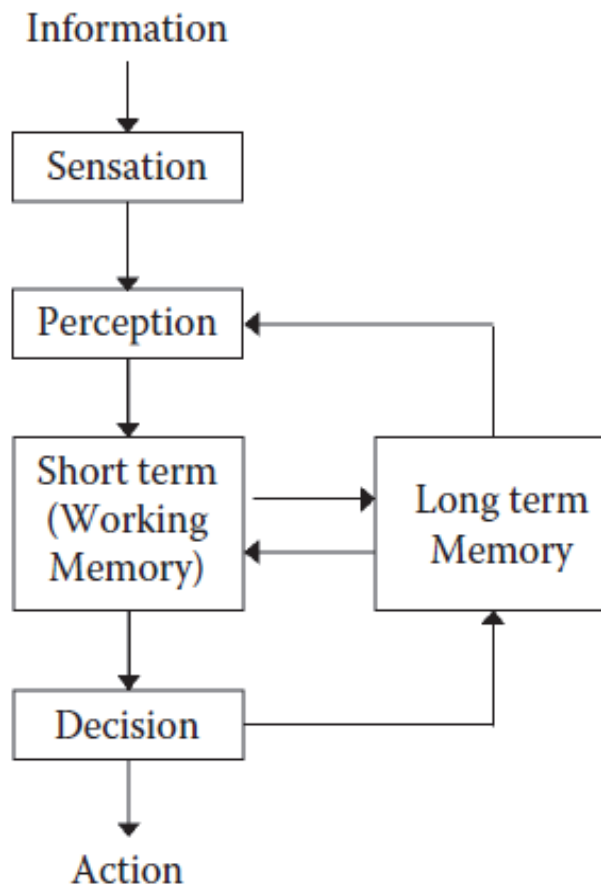 Information
Sensation
Perception
Short term
(Working
Memory)
Long term
Memory
Decision
Action